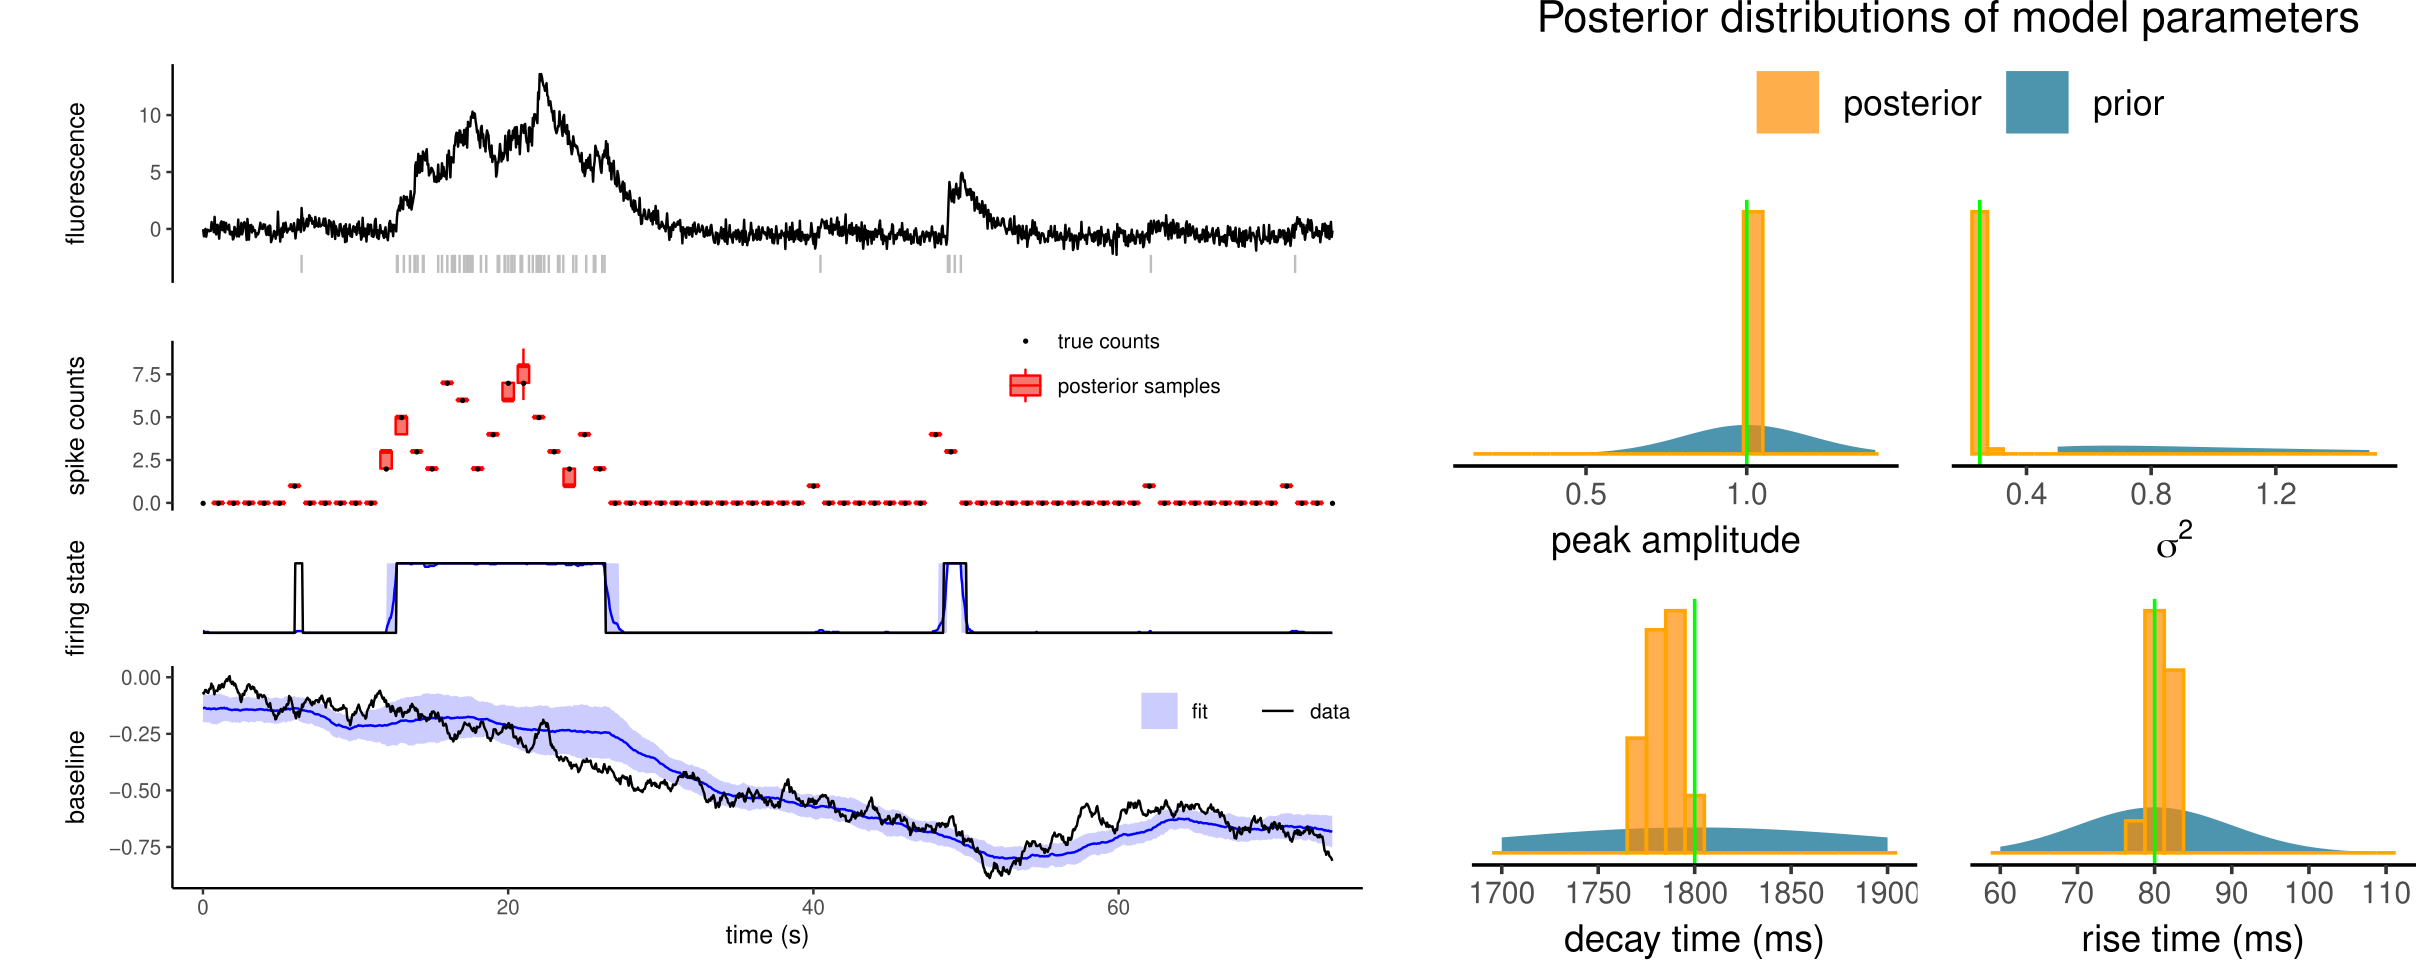 Posterior distributions of model parameters
posterior prior
fluorescence
10
5
0
true counts
posterior samples
spike counts
7.5
5.0
2.5
0.0
firing state
fit data
baseline
0.00
−0.25
−0.50
−0.75
0 20 40 60
time (s)
0.5 1.0
peak amplitude
0.4 0.8 1.2
σ²
1700 1750 1800 1850 1900
decay time (ms)
60 70 80 90 100 110
rise time (ms)